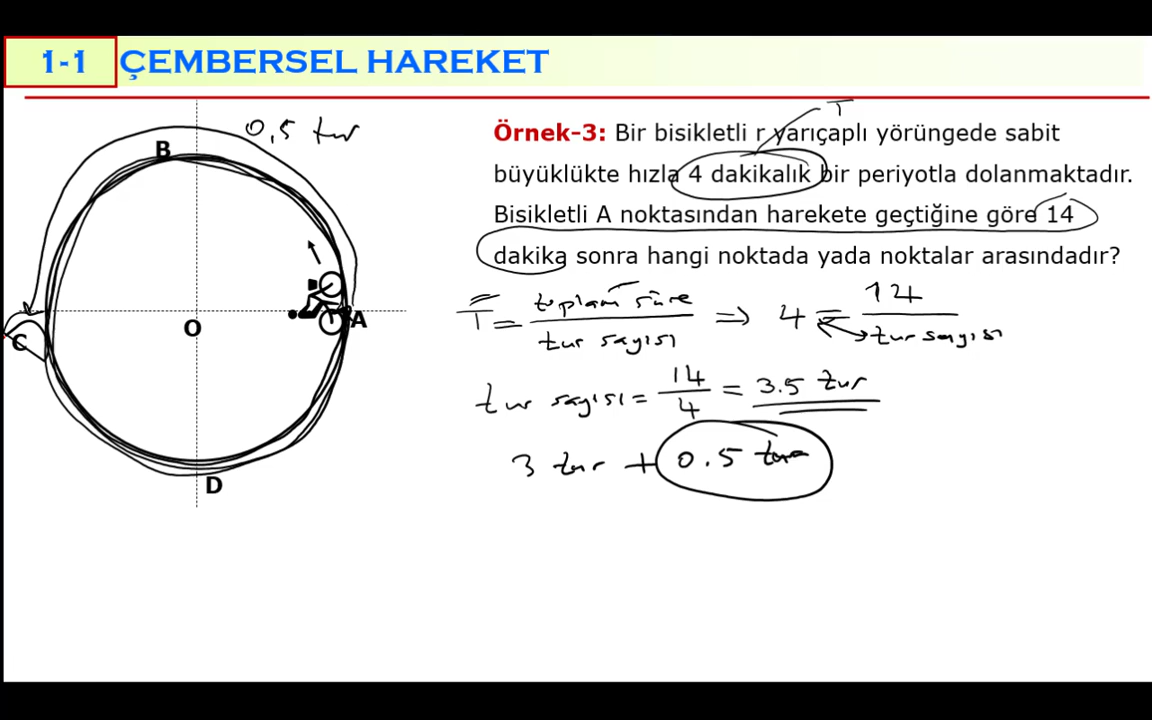 1-1 ÇEMBERSEL HAREKET
0,5 tur
B
A
O
C
D
T
Örnek-3: Bir bisikletli r yarıçaplı yörüngede sabit
büyüklükte hızla 4 dakikalık bir periyotla dolanmaktadır.
Bisikletli A noktasından harekete geçtiğine göre 14
dakika sonra hangi noktada yada noktalar arasındadır?
T = toplam süre / tur sayısı ⇒ 4 = 14 / tur sayısı
tur sayısı = 14 / 4 = 3.5 tur
3 tur + 0.5 tur